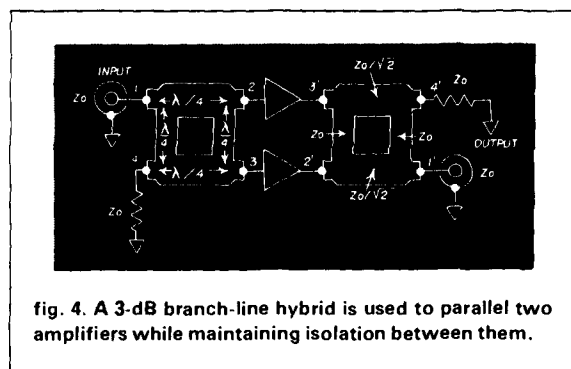 INPUT
Zo
1
λ/4
2
3'
Zo/√2
4'
Zo
λ/4
λ/4
Zo
Zo
OUTPUT
4
λ/4
3
2'
1'
Zo
Zo
Zo/√2
fig. 4. A 3-dB branch-line hybrid is used to parallel two
amplifiers while maintaining isolation between them.